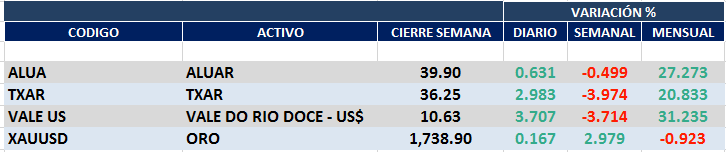 VARIACIÓN %
CODIGO ACTIVO CIERRE SEMANA DIARIO SEMANAL MENSUAL
ALUA ALUAR 39.90 0.631 -0.499 27.273
TXAR TXAR 36.25 2.983 -3.974 20.833
VALE US VALE DO RIO DOCE - US$ 10.63 3.707 -3.714 31.235
XAUUSD ORO 1,738.90 0.167 2.979 -0.923